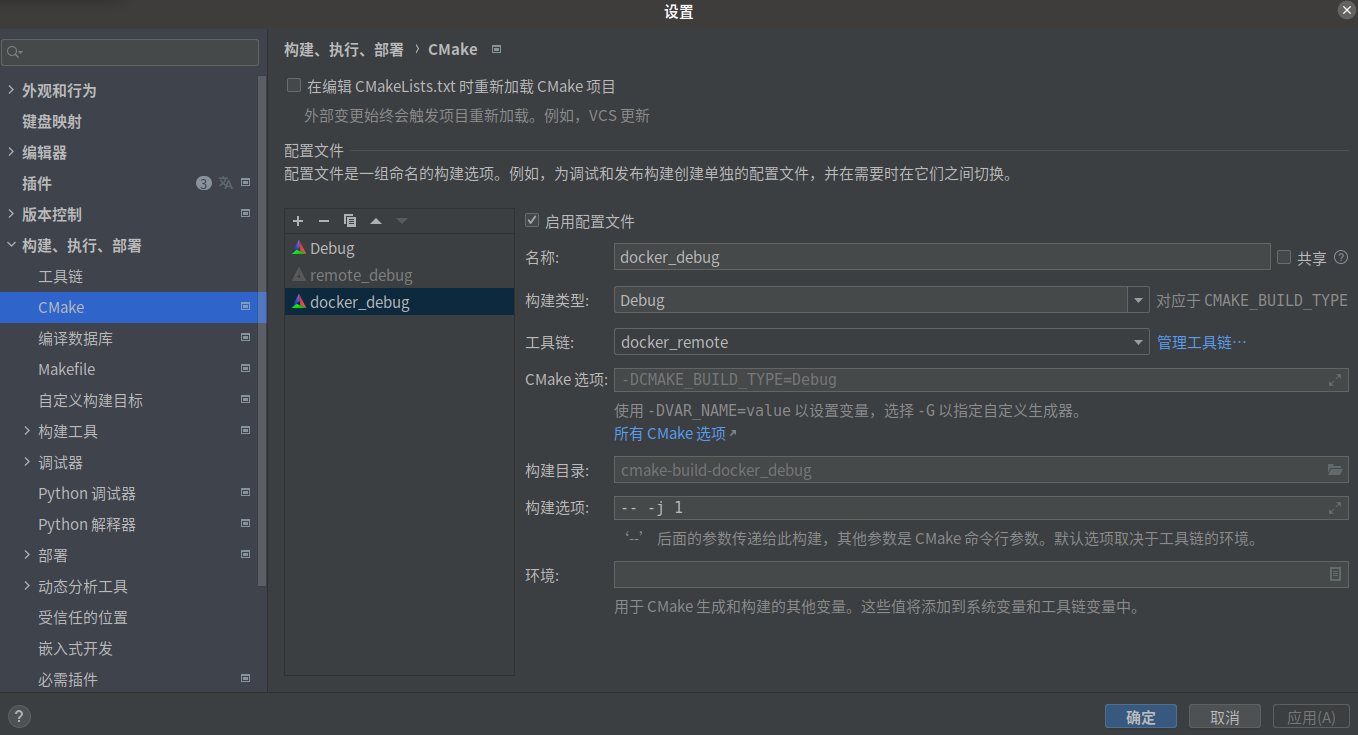 设置
外观和行为
键盘映射
编辑器
插件 3
版本控制
构建、执行、部署
工具链
CMake
编译数据库
Makefile
自定义构建目标
构建工具
调试器
Python 调试器
Python 解释器
部署
动态分析工具
受信任的位置
嵌入式开发
必需插件
构建、执行、部署 › CMake
在编辑 CMakeLists.txt 时重新加载 CMake 项目
外部变更始终会触发项目重新加载。例如，VCS 更新
配置文件
配置文件是一组命名的构建选项。例如，为调试和发布构建创建单独的配置文件，并在需要时在它们之间切换。
Debug
remote_debug
docker_debug
启用配置文件
名称: docker_debug 共享 ?
构建类型: Debug 对应于 CMAKE_BUILD_TYPE
工具链: docker_remote 管理工具链…
CMake 选项: -DCMAKE_BUILD_TYPE=Debug
使用 -DVAR_NAME=value 以设置变量，选择 -G 以指定自定义生成器。
所有 CMake 选项↗
构建目录: cmake-build-docker_debug
构建选项: -- -j 1
‘--’ 后面的参数传递给此构建，其他参数是 CMake 命令行参数。默认选项取决于工具链的环境。
环境:
用于 CMake 生成和构建的其他变量。这些值将添加到系统变量和工具链变量中。
? 确定 取消 应用(A)